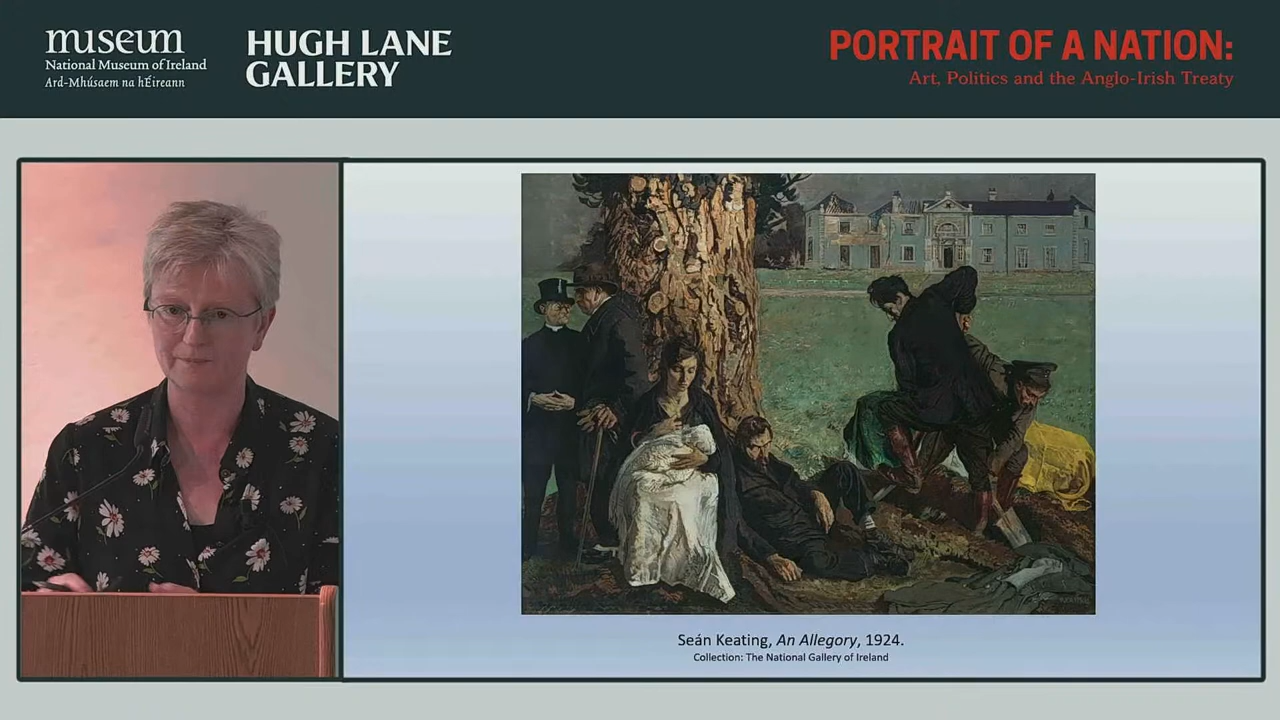 museum
National Museum of Ireland
Ard-Mhúsaem na hÉireann
HUGH LANE
GALLERY
PORTRAIT OF A NATION:
Art, Politics and the Anglo-Irish Treaty
Seán Keating, An Allegory, 1924.
Collection: The National Gallery of Ireland